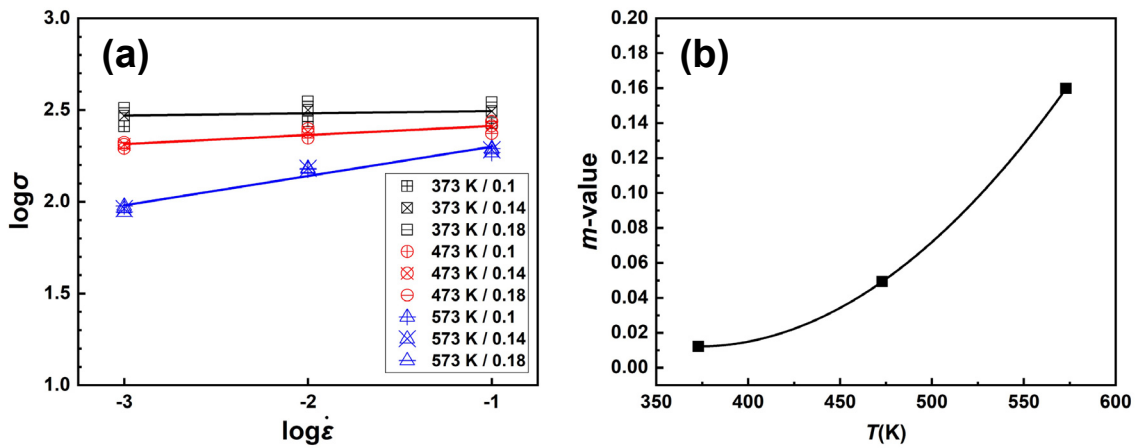 (a)
logσ
3.0
2.5
2.0
1.5
1.0
-3
-2
-1
logε̇
373 K / 0.1
373 K / 0.14
373 K / 0.18
473 K / 0.1
473 K / 0.14
473 K / 0.18
573 K / 0.1
573 K / 0.14
573 K / 0.18
(b)
m-value
0.20
0.18
0.16
0.14
0.12
0.10
0.08
0.06
0.04
0.02
0.00
350
400
450
500
550
600
T(K)